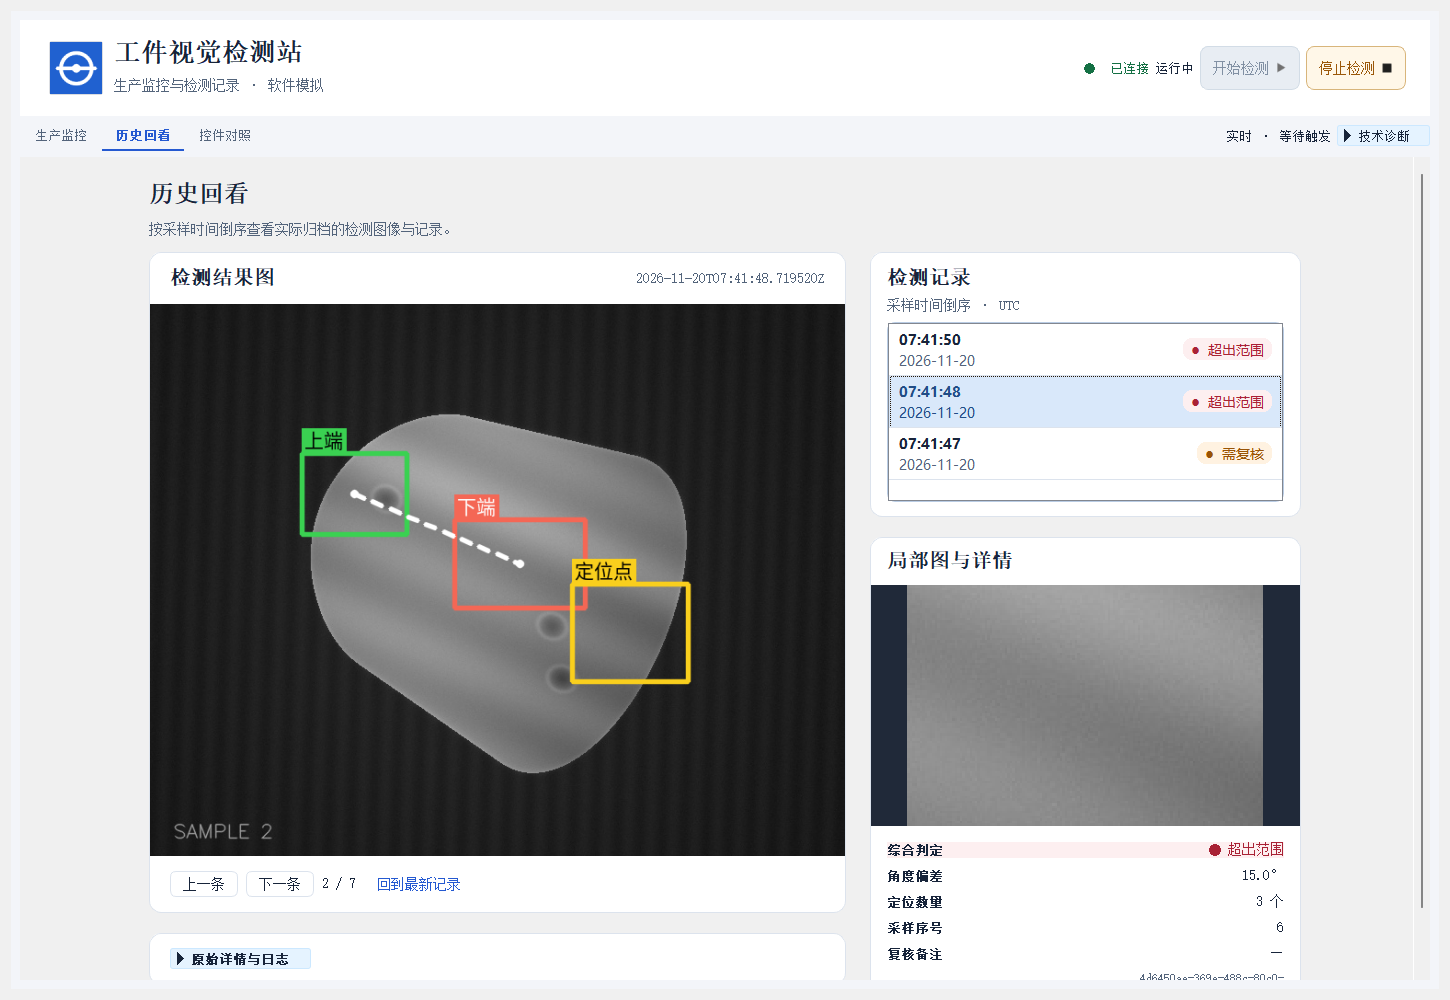 工件视觉检测站
生产监控与检测记录 · 软件模拟
已连接 运行中 开始检测 停止检测
生产监控 历史回看 控件对照
实时 · 等待触发 技术诊断
历史回看
按采样时间倒序查看实际归档的检测图像与记录。
检测结果图
2026-11-20T07:41:48.719520Z
上端
下端
定位点
SAMPLE 2
上一条 下一条 2 / 7 回到最新记录
原始详情与日志
检测记录
采样时间倒序 · UTC
07:41:50
2026-11-20
超出范围
07:41:48
2026-11-20
超出范围
07:41:47
2026-11-20
需复核
局部图与详情
综合判定 超出范围
角度偏差 15.0°
定位数量 3 个
采样序号 6
复核备注 —